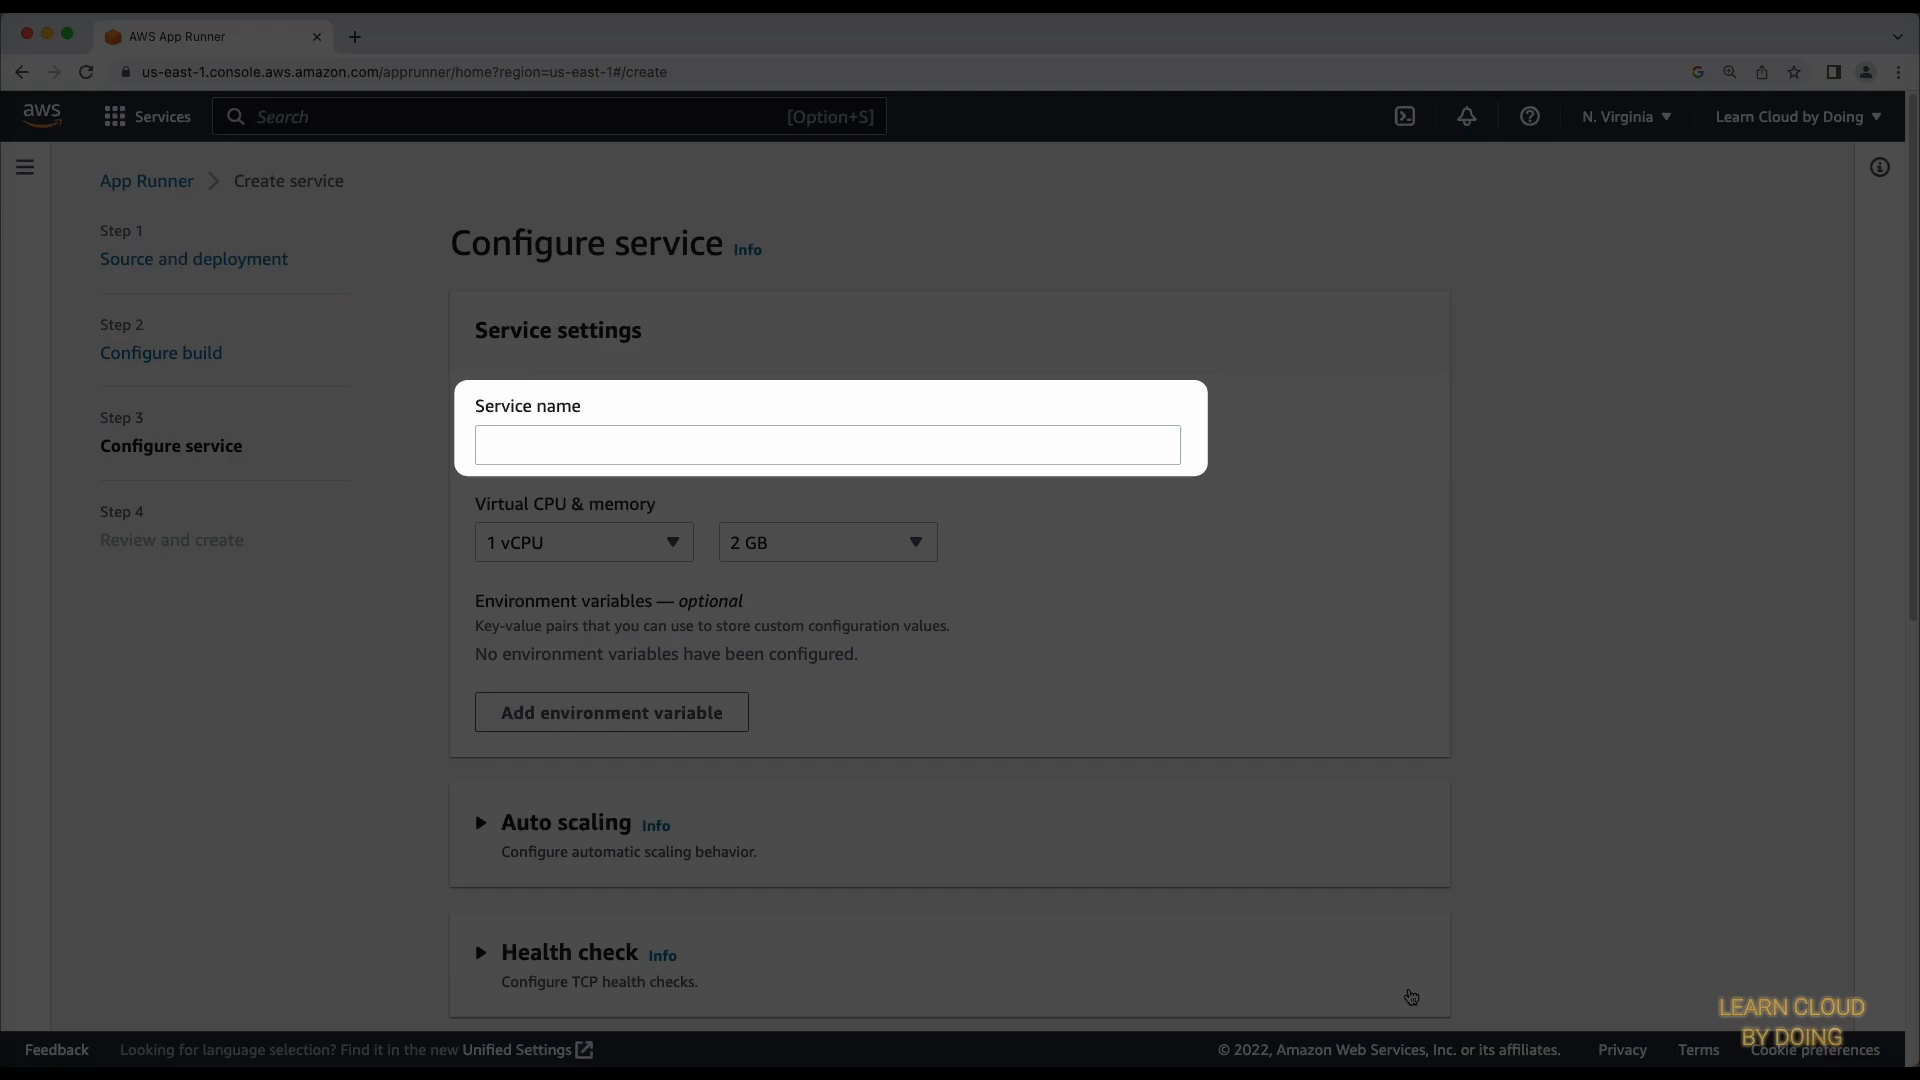 AWS App Runner
us-east-1.console.aws.amazon.com/apprunner/home?region=us-east-1#/create
aws
Services
Search
[Option+S]
N. Virginia
Learn Cloud by Doing
App Runner
Create service
Step 1
Source and deployment
Step 2
Configure build
Step 3
Configure service
Step 4
Review and create
Configure service Info
Service settings
Service name
Virtual CPU & memory
1 vCPU
2 GB
Environment variables — optional
Key-value pairs that you can use to store custom configuration values.
No environment variables have been configured.
Add environment variable
Auto scaling Info
Configure automatic scaling behavior.
Health check Info
Configure TCP health checks.
LEARN CLOUD
BY DOING
Feedback
Looking for language selection? Find it in the new Unified Settings
© 2022, Amazon Web Services, Inc. or its affiliates.
Privacy
Terms
Cookie preferences